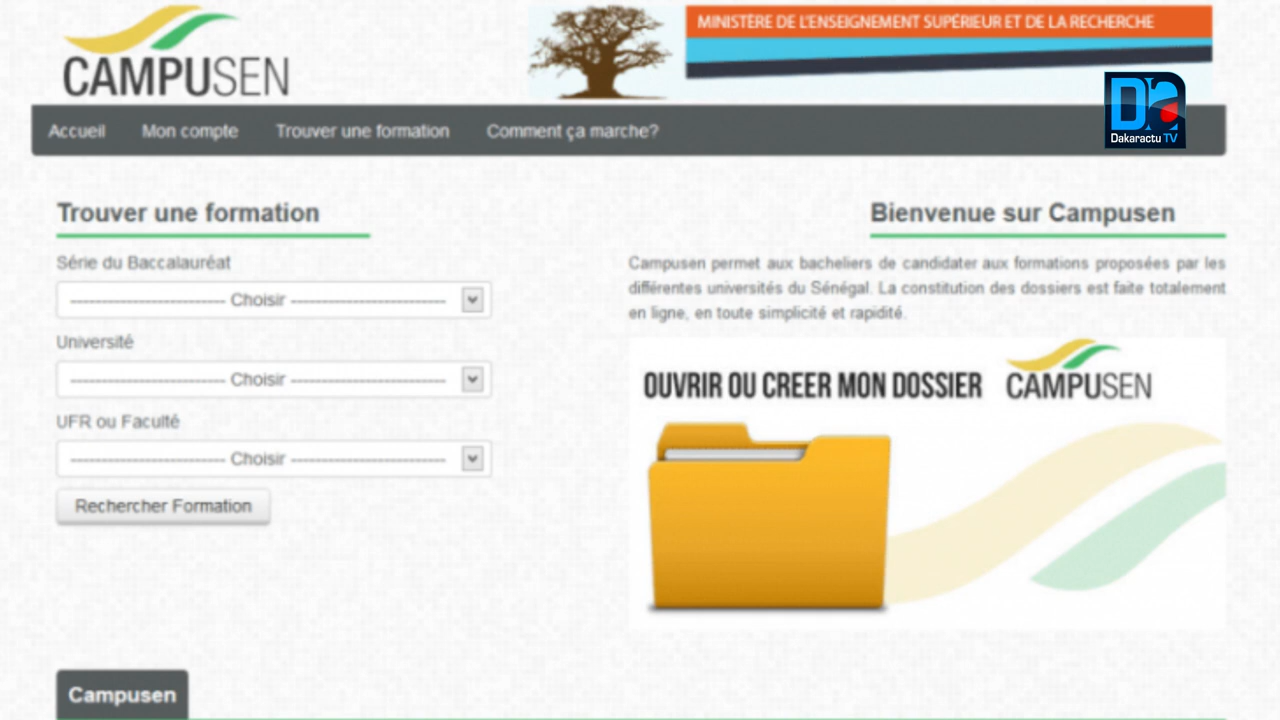 CAMPUSEN
MINISTÈRE DE L'ENSEIGNEMENT SUPÉRIEUR ET DE LA RECHERCHE
Dakaractu TV
Accueil Mon compte Trouver une formation Comment ça marche?
Trouver une formation
Série du Baccalauréat
------------------------- Choisir -------------------------
Université
------------------------- Choisir -------------------------
UFR ou Faculté
------------------------- Choisir -------------------------
Rechercher Formation
Bienvenue sur Campusen
Campusen permet aux bacheliers de candidater aux formations proposées par les
différentes universités du Sénégal. La constitution des dossiers est faite totalement
en ligne, en toute simplicité et rapidité.
OUVRIR OU CREER MON DOSSIER CAMPUSEN
Campusen